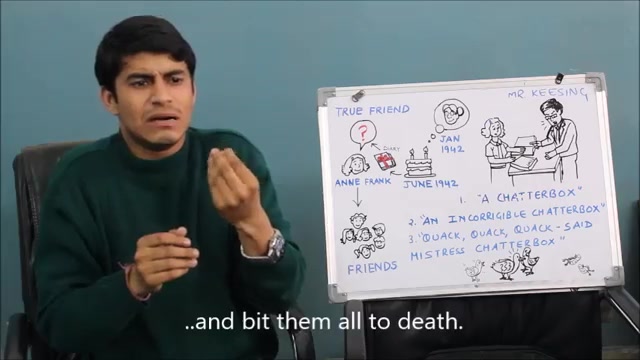 TRUE FRIEND
MR KEESING
?
DIARY
JAN
1942
ANNE FRANK
JUNE 1942
FRIENDS
1. "A CHATTERBOX"
2. "AN INCORRIGIBLE CHATTERBOX"
3. "QUACK, QUACK, QUACK - SAID
MISTRESS CHATTERBOX"
..and bit them all to death.